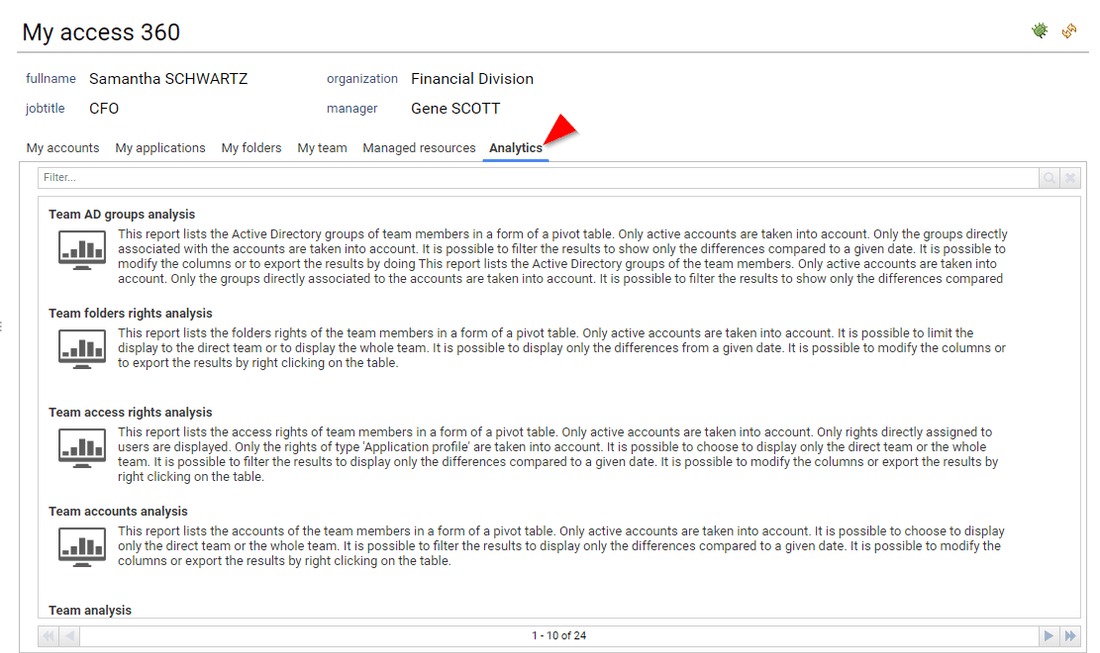 My access 360
fullname Samantha SCHWARTZ organization Financial Division
jobtitle CFO manager Gene SCOTT
My accounts My applications My folders My team Managed resources Analytics
Filter...
Team AD groups analysis
This report lists the Active Directory groups of team members in a form of a pivot table. Only active accounts are taken into account. Only the groups directly
associated with the accounts are taken into account. It is possible to filter the results to show only the differences compared to a given date. It is possible to
modify the columns or to export the results by doing This report lists the Active Directory groups of the team members. Only active accounts are taken into
account. Only the groups directly associated to the accounts are taken into account. It is possible to filter the results to show only the differences compared
Team folders rights analysis
This report lists the folders rights of the team members in a form of a pivot table. Only active accounts are taken into account. It is possible to limit the
display to the direct team or to display the whole team. It is possible to display only the differences from a given date. It is possible to modify the columns or
to export the results by right clicking on the table.
Team access rights analysis
This report lists the access rights of team members in a form of a pivot table. Only active accounts are taken into account. Only rights directly assigned to
users are displayed. Only the rights of type 'Application profile' are taken into account. It is possible to choose to display only the direct team or the whole
team. It is possible to filter the results to display only the differences compared to a given date. It is possible to modify the columns or export the results by
right clicking on the table.
Team accounts analysis
This report lists the accounts of the team members in a form of a pivot table. Only active accounts are taken into account. It is possible to choose to display
only the direct team or the whole team. It is possible to filter the results to display only the differences compared to a given date. It is possible to modify the
columns or export the results by right clicking on the table.
Team analysis
1 - 10 of 24